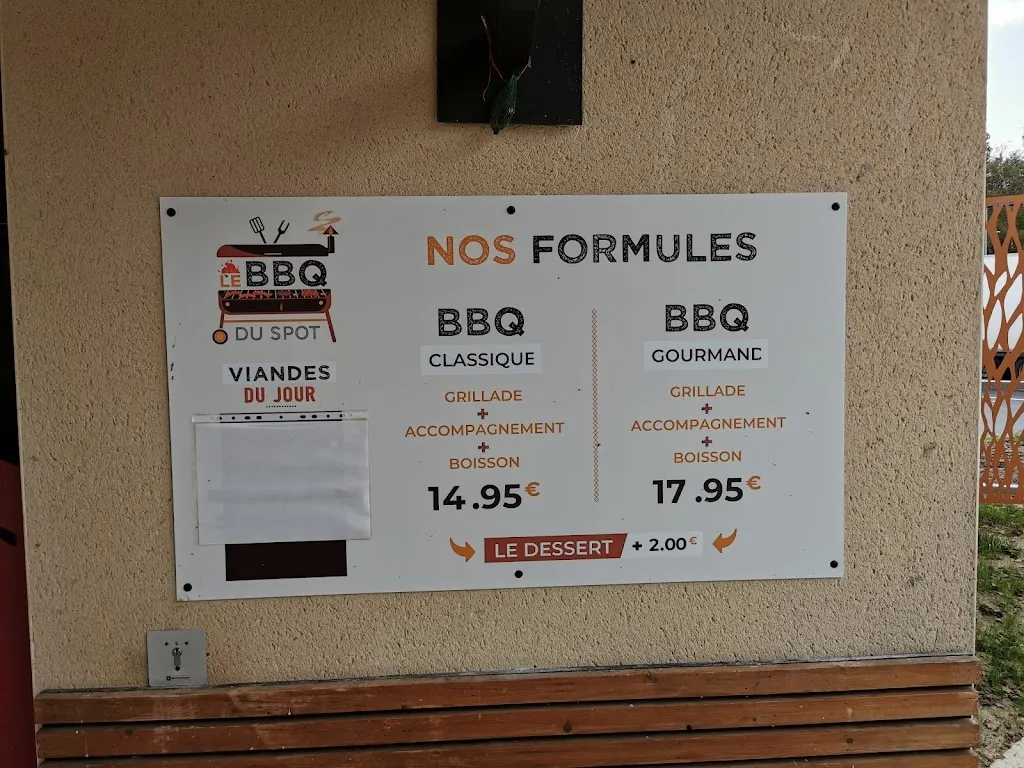 NOS FORMULES
LE BBQ
DU SPOT
VIANDES
DU JOUR
BBQ
CLASSIQUE
GRILLADE
+
ACCOMPAGNEMENT
+
BOISSON
14.95€
BBQ
GOURMAND
GRILLADE
+
ACCOMPAGNEMENT
+
BOISSON
17.95€
LE DESSERT + 2.00€